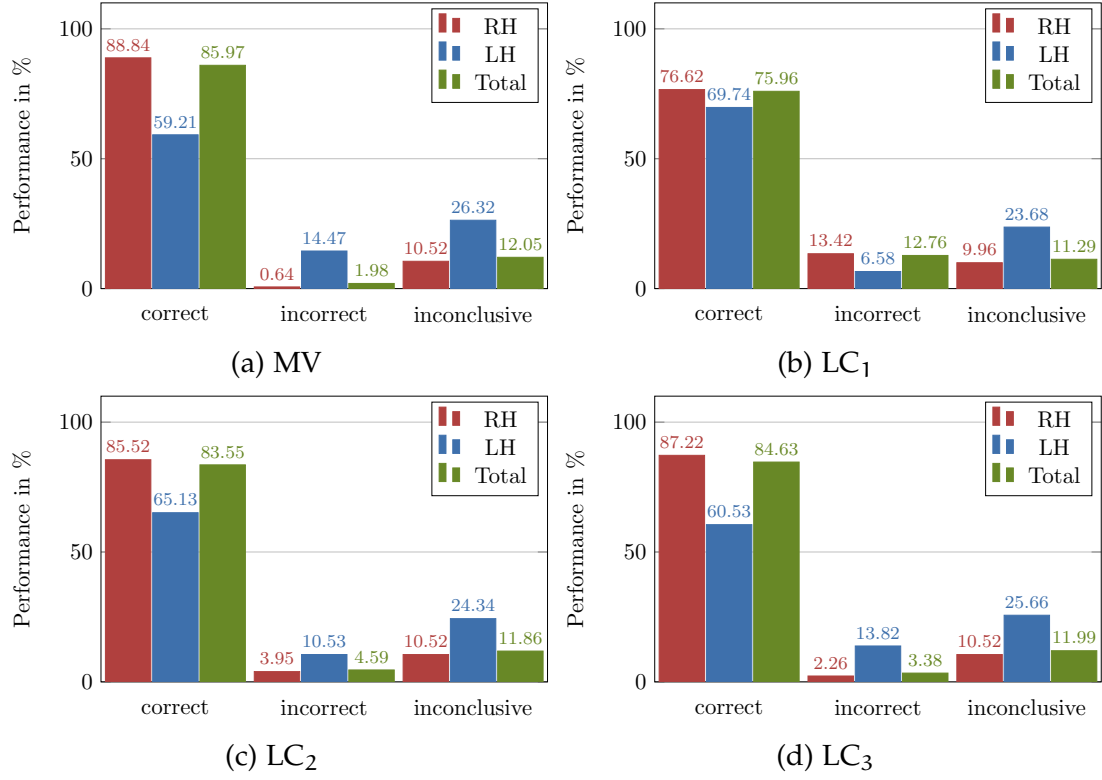 100
50
0
Performance in %
88.84
59.21
85.97
0.64
14.47
1.98
10.52
26.32
12.05
correct
incorrect
inconclusive
RH
LH
Total
(a) MV
100
50
0
Performance in %
76.62
69.74
75.96
13.42
6.58
12.76
9.96
23.68
11.29
correct
incorrect
inconclusive
RH
LH
Total
(b) LC₁
100
50
0
Performance in %
85.52
65.13
83.55
3.95
10.53
4.59
10.52
24.34
11.86
correct
incorrect
inconclusive
RH
LH
Total
(c) LC₂
100
50
0
Performance in %
87.22
60.53
84.63
2.26
13.82
3.38
10.52
25.66
11.99
correct
incorrect
inconclusive
RH
LH
Total
(d) LC₃